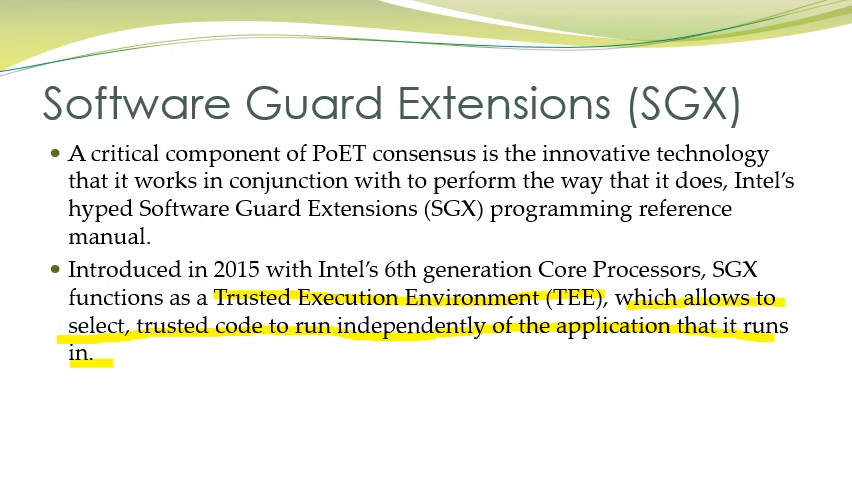 Software Guard Extensions (SGX)
• A critical component of PoET consensus is the innovative technology
that it works in conjunction with to perform the way that it does, Intel’s
hyped Software Guard Extensions (SGX) programming reference
manual.
• Introduced in 2015 with Intel’s 6th generation Core Processors, SGX
functions as a Trusted Execution Environment (TEE), which allows to
select, trusted code to run independently of the application that it runs
in.